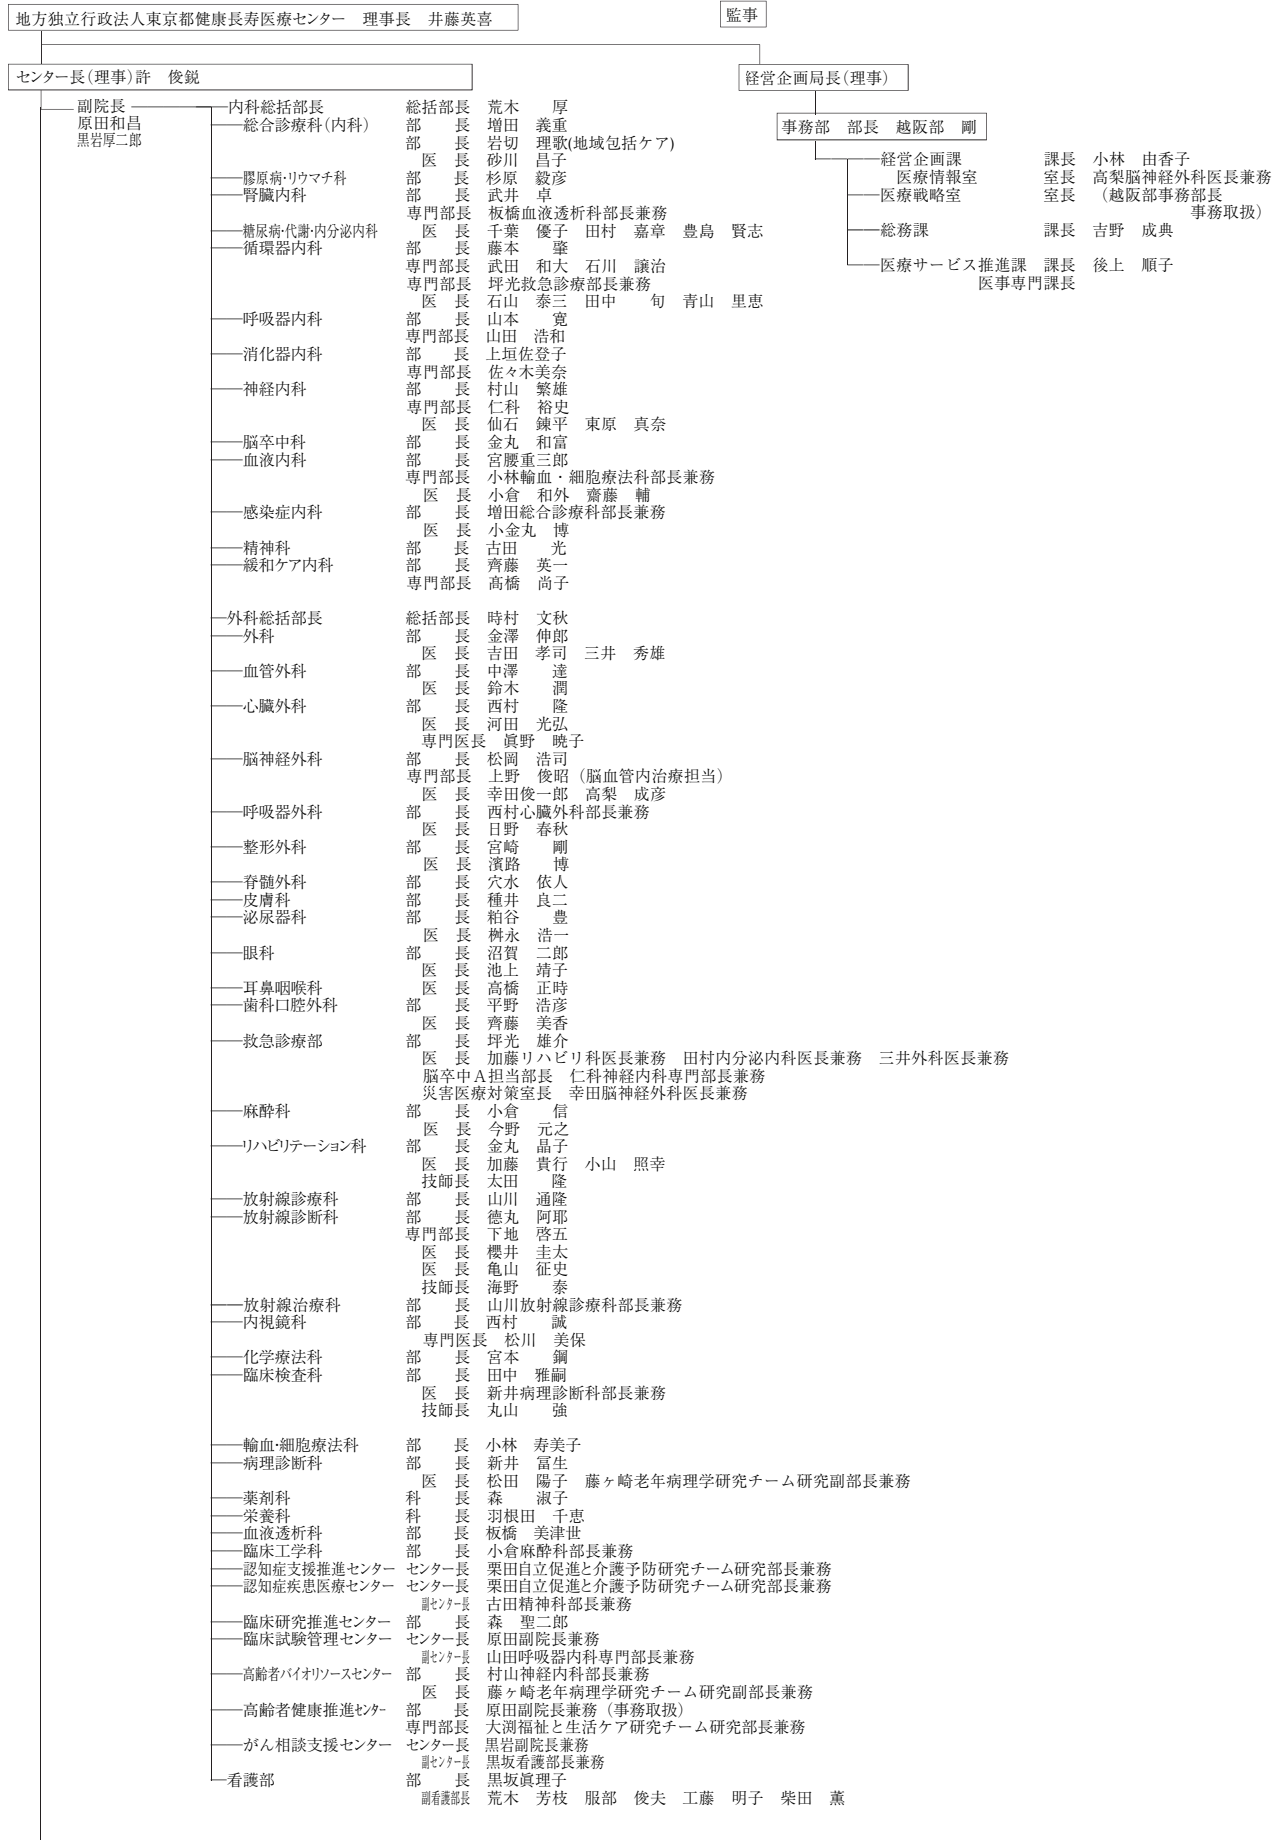 地方独立行政法人東京都健康長寿医療センター　理事長　井藤英喜
監事
センター長（理事）許　俊鋭
経営企画局長（理事）
副院長
原田和昌
黒岩厚二郎
内科総括部長　総括部長　荒木　厚
総合診療科（内科）　部　長　増田　義重
部　長　岩切　理歌(地域包括ケア)
医　長　砂川　昌子
膠原病・リウマチ科　部　長　杉原　毅彦
腎臓内科　部　長　武井　卓
専門部長　板橋血液透析科部長兼務
糖尿病・代謝・内分泌内科　医　長　千葉　優子　田村　嘉章　豊島　賢志
循環器内科　部　長　藤本　肇
専門部長　武田　和大　石川　譲治
専門部長　坪光救急診療部長兼務
医　長　石山　泰三　田中　旬　青山　里恵
呼吸器内科　部　長　山本　寛
専門部長　山田　浩和
消化器内科　部　長　上垣佐登子
専門部長　佐々木美奈
神経内科　部　長　村山　繁雄
専門部長　仁科　裕史
医　長　仙石　錬平　東原　真奈
脳卒中科　部　長　金丸　和富
血液内科　部　長　宮腰重三郎
専門部長　小林輸血・細胞療法科部長兼務
医　長　小倉　和外　齋藤　輔
感染症内科　部　長　増田総合診療科部長兼務
医　長　小金丸　博
精神科　部　長　古田　光
緩和ケア内科　部　長　齊藤　英一
専門部長　髙橋　尚子
外科総括部長　総括部長　時村　文秋
外科　部　長　金澤　伸郎
医　長　吉田　孝司　三井　秀雄
血管外科　部　長　中澤　達
医　長　鈴木　潤
心臓外科　部　長　西村　隆
医　長　河田　光弘
専門医長　眞野　暁子
脳神経外科　部　長　松岡　浩司
専門部長　上野　俊昭（脳血管内治療担当）
医　長　幸田俊一郎　高梨　成彦
呼吸器外科　部　長　西村心臓外科部長兼務
医　長　日野　春秋
整形外科　部　長　宮崎　剛
医　長　濱路　博
脊髄外科　部　長　穴水　依人
皮膚科　部　長　種井　良二
泌尿器科　部　長　粕谷　豊
医　長　桝永　浩一
眼科　部　長　沼賀　二郎
医　長　池上　靖子
耳鼻咽喉科　医　長　高橋　正時
歯科口腔外科　部　長　平野　浩彦
医　長　齊藤　美香
救急診療部　部　長　坪光　雄介
医　長　加藤リハビリ科医長兼務　田村内分泌内科医長兼務　三井外科医長兼務
脳卒中Ａ担当部長　仁科神経内科専門部長兼務
災害医療対策室長　幸田脳神経外科医長兼務
麻酔科　部　長　小倉　信
医　長　今野　元之
リハビリテーション科　部　長　金丸　晶子
医　長　加藤　貴行　小山　照幸
技師長　太田　隆
放射線診療科　部　長　山川　通隆
放射線診断科　部　長　德丸　阿耶
専門部長　下地　啓五
医　長　櫻井　圭太
医　長　亀山　征史
技師長　海野　泰
放射線治療科　部　長　山川放射線診療科部長兼務
内視鏡科　部　長　西村　誠
専門医長　松川　美保
化学療法科　部　長　宮本　鋼
臨床検査科　部　長　田中　雅嗣
医　長　新井病理診断科部長兼務
技師長　丸山　強
輸血・細胞療法科　部　長　小林　寿美子
病理診断科　部　長　新井　冨生
医　長　松田　陽子　藤ヶ崎老年病理学研究チーム研究副部長兼務
薬剤科　科　長　森　淑子
栄養科　科　長　羽根田　千恵
血液透析科　部　長　板橋　美津世
臨床工学科　部　長　小倉麻酔科部長兼務
認知症支援推進センター　センター長　粟田自立促進と介護予防研究チーム研究部長兼務
認知症疾患医療センター　センター長　粟田自立促進と介護予防研究チーム研究部長兼務
副センター長　古田精神科部長兼務
臨床研究推進センター　部　長　森　聖二郎
臨床試験管理センター　センター長　原田副院長兼務
副センター長　山田呼吸器内科専門部長兼務
高齢者バイオリソースセンター　部　長　村山神経内科部長兼務
医　長　藤ヶ崎老年病理学研究チーム研究副部長兼務
高齢者健康推進センター　部　長　原田副院長兼務（事務取扱）
専門部長　大渕福祉と生活ケア研究チーム研究部長兼務
がん相談支援センター　センター長　黒岩副院長兼務
副センター長　黒坂看護部長兼務
看護部　部　長　黒坂眞理子
副看護部長　荒木　芳枝　服部　俊夫　工藤　明子　柴田　薫
事務部　部長　越阪部　剛
経営企画課　課長　小林　由香子
医療情報室　室長　高梨脳神経外科医長兼務
医療戦略室　室長　（越阪部事務部長
事務取扱）
総務課　課長　吉野　成典
医療サービス推進課　課長　後上　順子
医事専門課長